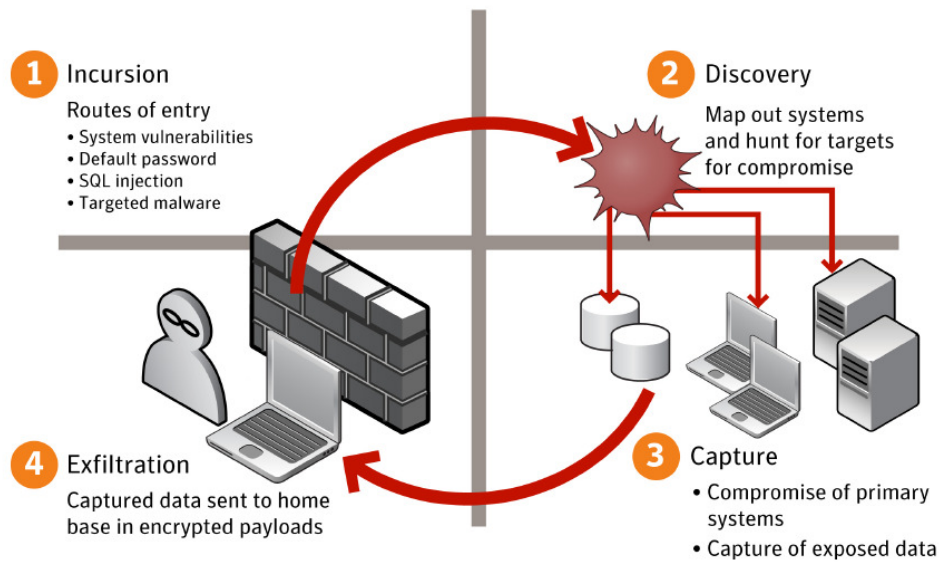 1 Incursion
Routes of entry
• System vulnerabilities
• Default password
• SQL injection
• Targeted malware
2 Discovery
Map out systems
and hunt for targets
for compromise
3 Capture
• Compromise of primary
systems
• Capture of exposed data
4 Exfiltration
Captured data sent to home
base in encrypted payloads